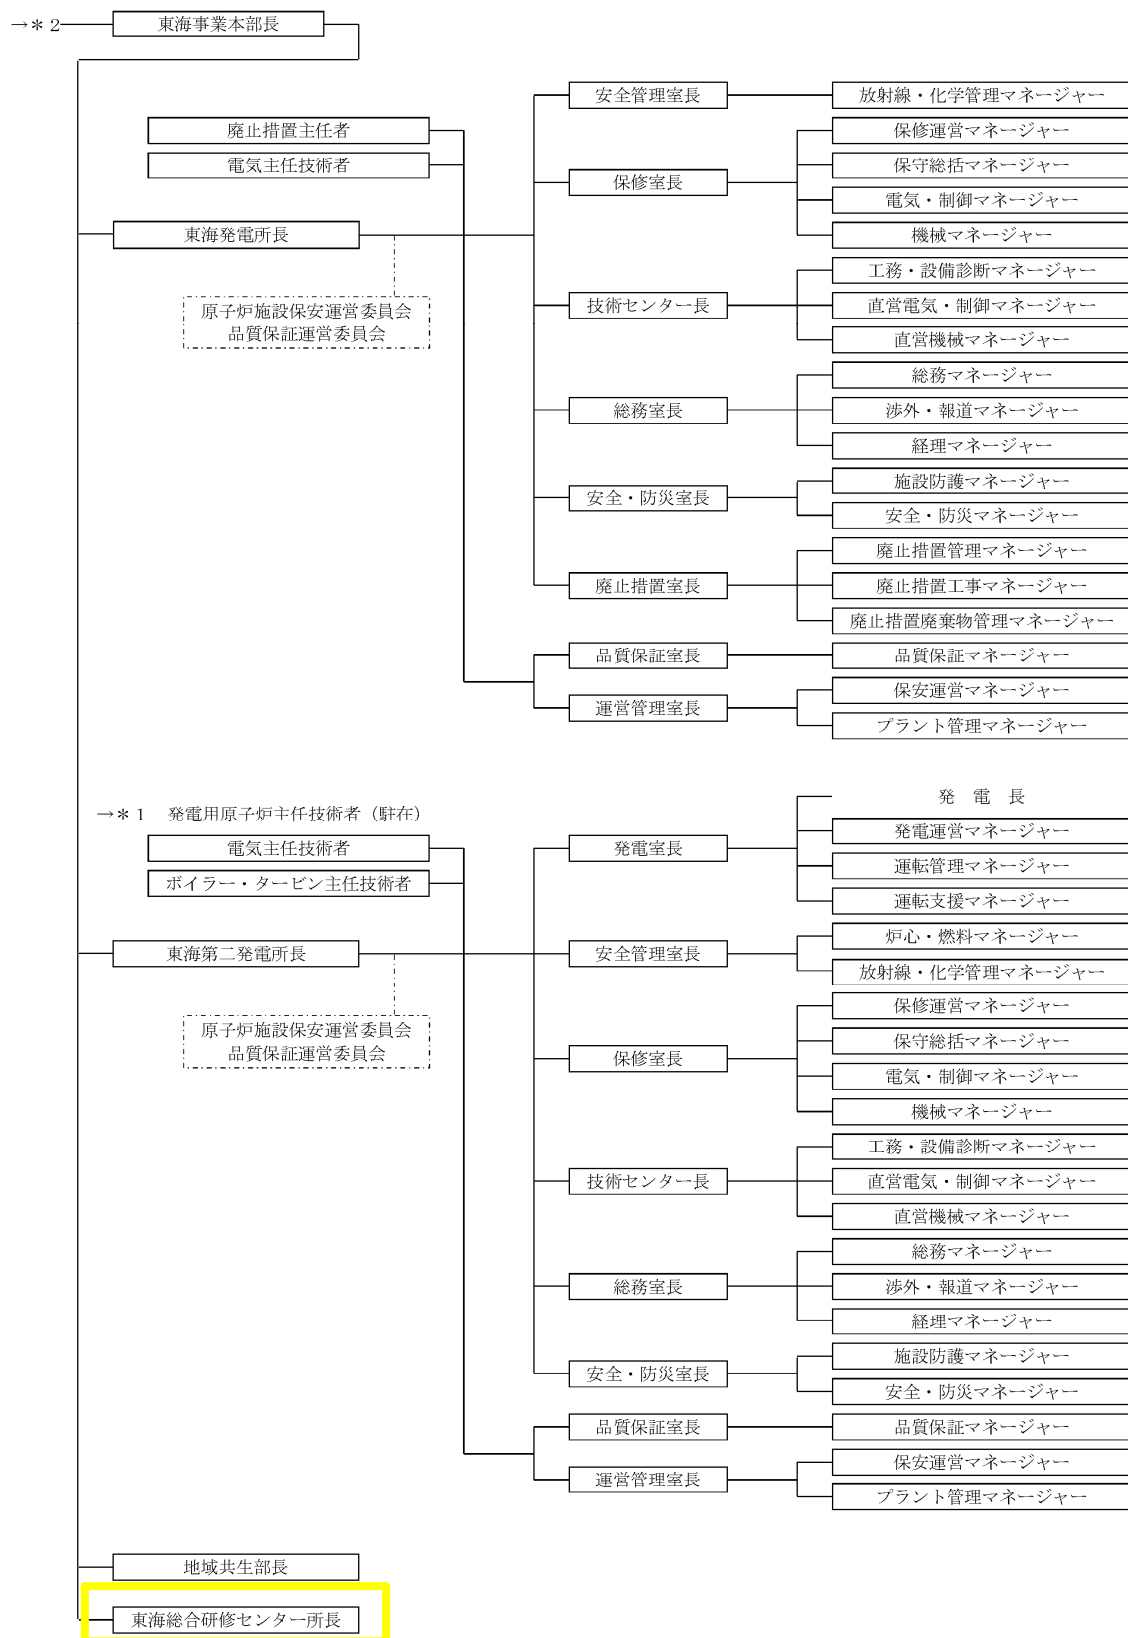 →＊２
東海事業本部長
廃止措置主任者
電気主任技術者
東海発電所長
原子炉施設保安運営委員会
品質保証運営委員会
安全管理室長
放射線・化学管理マネージャー
保修室長
保修運営マネージャー
保守総括マネージャー
電気・制御マネージャー
機械マネージャー
技術センター長
工務・設備診断マネージャー
直営電気・制御マネージャー
直営機械マネージャー
総務室長
総務マネージャー
渉外・報道マネージャー
経理マネージャー
安全・防災室長
施設防護マネージャー
安全・防災マネージャー
廃止措置室長
廃止措置管理マネージャー
廃止措置工事マネージャー
廃止措置廃棄物管理マネージャー
品質保証室長
品質保証マネージャー
運営管理室長
保安運営マネージャー
プラント管理マネージャー
→＊１　発電用原子炉主任技術者（駐在）
電気主任技術者
ボイラー・タービン主任技術者
東海第二発電所長
原子炉施設保安運営委員会
品質保証運営委員会
発電室長
発　電　長
発電運営マネージャー
運転管理マネージャー
運転支援マネージャー
安全管理室長
炉心・燃料マネージャー
放射線・化学管理マネージャー
保修室長
保修運営マネージャー
保守総括マネージャー
電気・制御マネージャー
機械マネージャー
技術センター長
工務・設備診断マネージャー
直営電気・制御マネージャー
直営機械マネージャー
総務室長
総務マネージャー
渉外・報道マネージャー
経理マネージャー
安全・防災室長
施設防護マネージャー
安全・防災マネージャー
品質保証室長
品質保証マネージャー
運営管理室長
保安運営マネージャー
プラント管理マネージャー
地域共生部長
東海総合研修センター所長